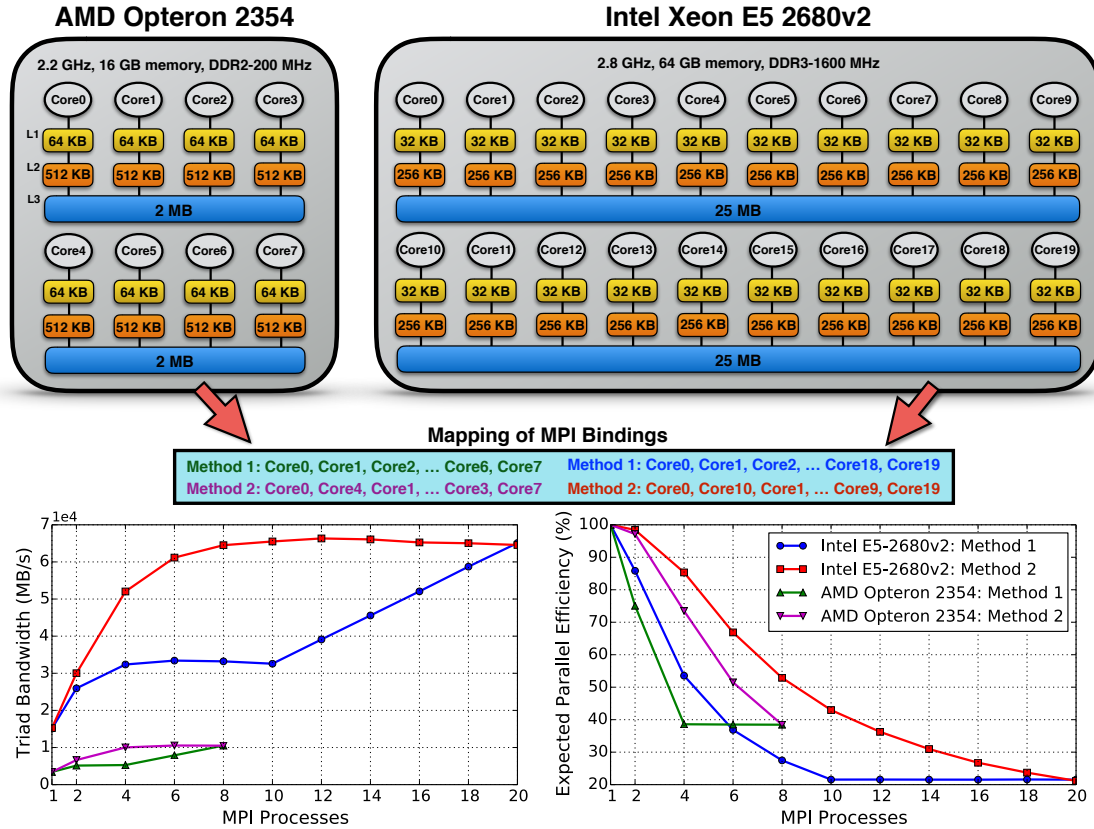 AMD Opteron 2354
Intel Xeon E5 2680v2
2.2 GHz, 16 GB memory, DDR2-200 MHz
Core0 Core1 Core2 Core3
L1 64 KB 64 KB 64 KB 64 KB
L2 512 KB 512 KB 512 KB 512 KB
L3 2 MB
Core4 Core5 Core6 Core7
64 KB 64 KB 64 KB 64 KB
512 KB 512 KB 512 KB 512 KB
2 MB
2.8 GHz, 64 GB memory, DDR3-1600 MHz
Core0 Core1 Core2 Core3 Core4 Core5 Core6 Core7 Core8 Core9
32 KB 32 KB 32 KB 32 KB 32 KB 32 KB 32 KB 32 KB 32 KB 32 KB
256 KB 256 KB 256 KB 256 KB 256 KB 256 KB 256 KB 256 KB 256 KB 256 KB
25 MB
Core10 Core11 Core12 Core13 Core14 Core15 Core16 Core17 Core18 Core19
32 KB 32 KB 32 KB 32 KB 32 KB 32 KB 32 KB 32 KB 32 KB 32 KB
256 KB 256 KB 256 KB 256 KB 256 KB 256 KB 256 KB 256 KB 256 KB 256 KB
25 MB
Mapping of MPI Bindings
Method 1: Core0, Core1, Core2, ... Core6, Core7
Method 2: Core0, Core4, Core1, ... Core3, Core7
Method 1: Core0, Core1, Core2, ... Core18, Core19
Method 2: Core0, Core10, Core1, ... Core9, Core19
1e4
7
6
5
4
3
2
1
0
Triad Bandwidth (MB/s)
1 2 4 6 8 10 12 14 16 18 20
MPI Processes
100
90
80
70
60
50
40
30
20
Expected Parallel Efficiency (%)
Intel E5-2680v2: Method 1
Intel E5-2680v2: Method 2
AMD Opteron 2354: Method 1
AMD Opteron 2354: Method 2
1 2 4 6 8 10 12 14 16 18 20
MPI Processes